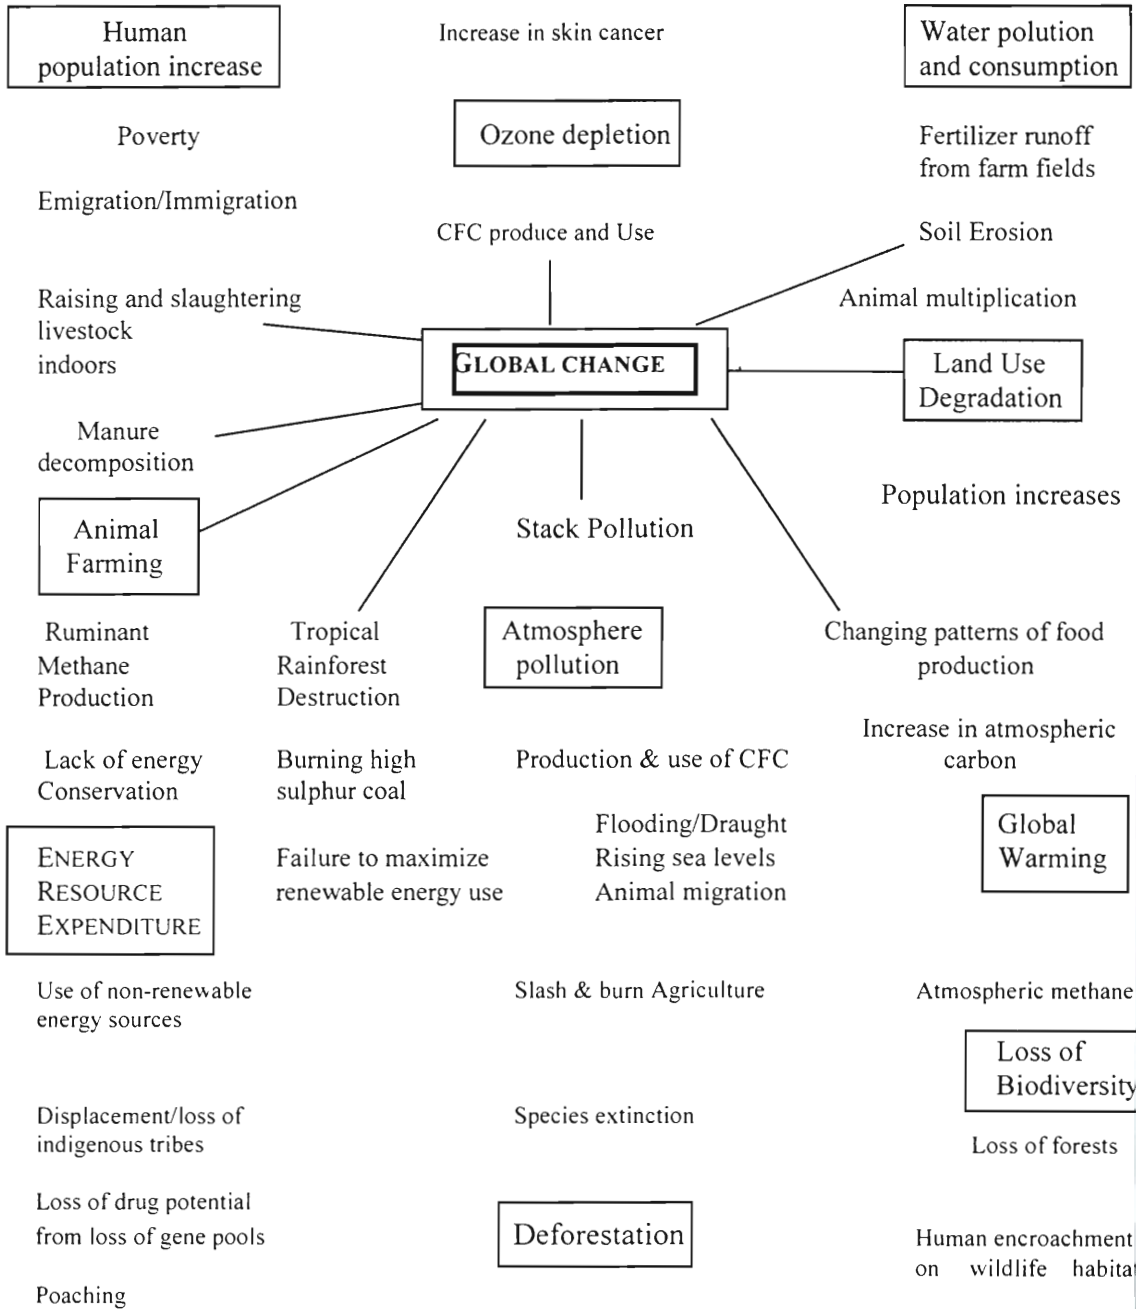 Human
population increase
Increase in skin cancer
Water polution
and consumption
Poverty
Ozone depletion
Fertilizer runoff
from farm fields
Emigration/Immigration
CFC produce and Use
Soil Erosion
Raising and slaughtering
livestock
indoors
Animal multiplication
GLOBAL CHANGE
Land Use
Degradation
Manure
decomposition
Population increases
Animal
Farming
Stack Pollution
Ruminant
Methane
Production
Tropical
Rainforest
Destruction
Atmosphere
pollution
Changing patterns of food
production
Lack of energy
Conservation
Burning high
sulphur coal
Production & use of CFC
Increase in atmospheric
carbon
ENERGY
RESOURCE
EXPENDITURE
Failure to maximize
renewable energy use
Flooding/Draught
Rising sea levels
Animal migration
Global
Warming
Use of non-renewable
energy sources
Slash & burn Agriculture
Atmospheric methane
Loss of
Biodiversity
Displacement/loss of
indigenous tribes
Species extinction
Loss of forests
Loss of drug potential
from loss of gene pools
Deforestation
Human encroachment
on wildlife habitat
Poaching